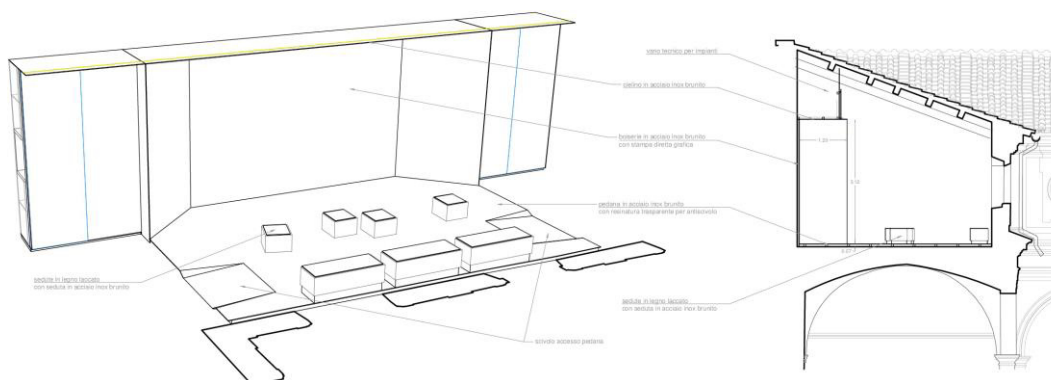 vano tecnico per impianti
cielino in acciaio inox brunito
boiserie in acciaio inox brunito
con stampa diretta grafica
pedana in acciaio inox brunito
con resinatura trasparente per antiscivolo
sedute in legno laccato
con seduta in acciaio inox brunito
sedute in legno laccato
con seduta in acciaio inox brunito
scivolo accesso pedana
1.20